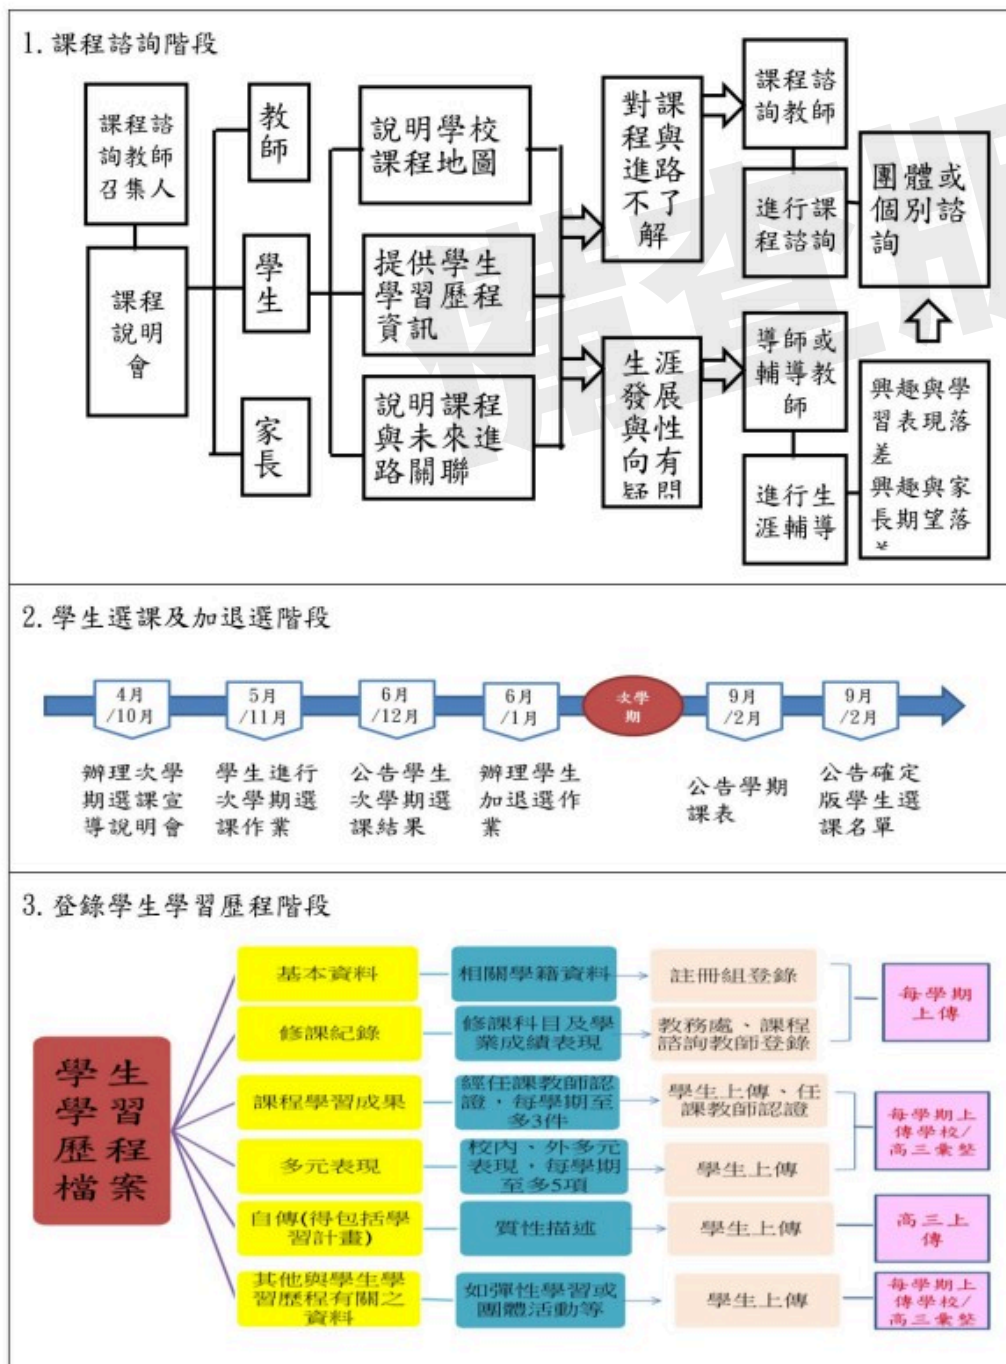 1.課程諮詢階段
課程諮
詢教師
召集人
課程
說明
會
教
師
學
生
家
長
說明學校
課程地圖
提供學生
學習歷程
資訊
說明課程
與未來進
路關聯
對課
程與
進路
不了
解
生涯
發展
與性
向有
疑問
課程諮
詢教師
進行課
程諮詢
團體或
個別諮
詢
導師或
輔導教
師
進行生
涯輔導
興趣與學
習表現落
差
興趣與家
長期望落
2.學生選課及加退選階段
4月
/10月
5月
/11月
6月
/12月
6月
/1月
次學
期
9月
/2月
9月
/2月
辦理次學
期選課宣
導說明會
學生進行
次學期選
課作業
公告學生
次學期選
課結果
辦理學生
加退選作
業
公告學期
課表
公告確定
版學生選
課名單
3.登錄學生學習歷程階段
學生
學習
歷程
檔案
基本資料
相關學籍資料
註冊組登錄
修課紀錄
修課科目及學
業成績表現
教務處、課程
諮詢教師登錄
每學期
上傳
課程學習成果
經任課教師認
證，每學期至
多3件
學生上傳、任
課教師認證
多元表現
校內、外多元
表現，每學期
至多5項
學生上傳
每學期上
傳學校/
高三彙整
自傳(得包括學
習計畫)
質性描述
學生上傳
高三上
傳
其他與學生學
習歷程有關之
資料
如彈性學習或
團體活動等
學生上傳
每學期上
傳學校/
高三彙整